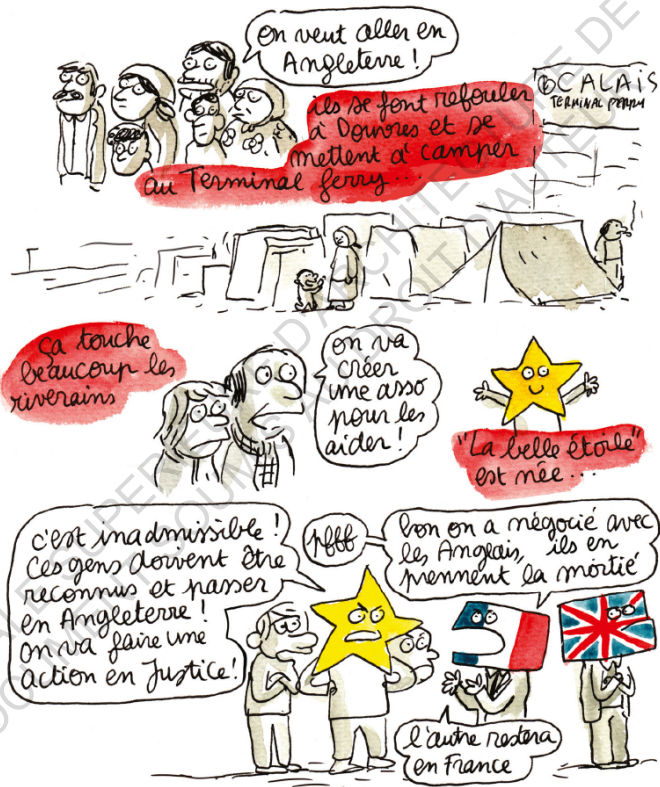 on veut aller en
Angleterre !
CALAIS
TERMINAL FERRY
ils se font refouler
à Douvres et se
mettent à camper
au Terminal ferry...
ça touche
beaucoup les
riverains
on va
créer
une asso
pour les
aider !
"La belle étoile"
est née...
c'est inadmissible !
Ces gens doivent être
reconnus et passer
en Angleterre !
on va faire une
action en Justice !
pfff
bon on a négocié avec
les Anglais, ils en
prennent la moitié
l'autre restera
en France